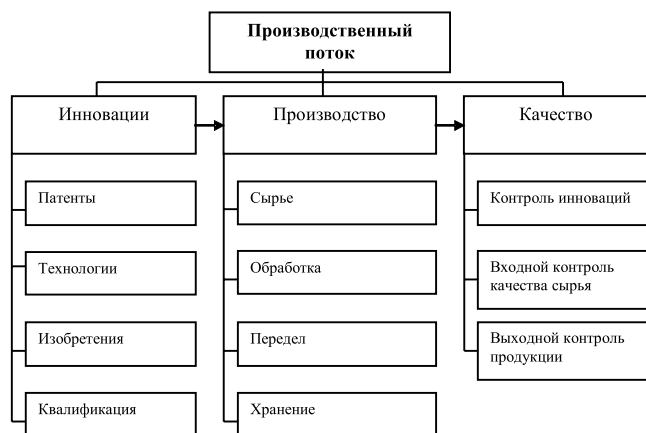 Производственный
поток
Инновации
Производство
Качество
Патенты
Сырье
Контроль инноваций
Технологии
Обработка
Входной контроль
качества сырья
Изобретения
Передел
Выходной контроль
продукции
Квалификация
Хранение